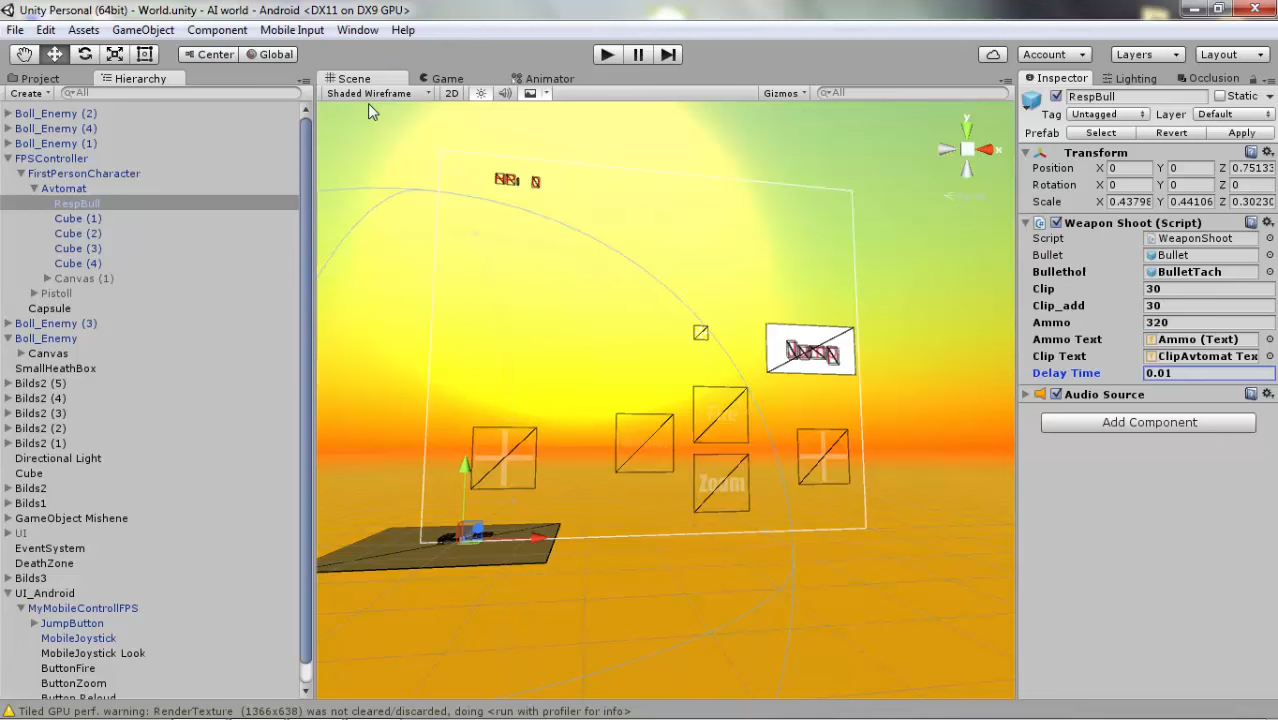 Unity Personal (64bit) - World.unity - AI world - Android <DX11 on DX9 GPU>
File Edit Assets GameObject Component Mobile Input Window Help
Center Global Account Layers Layout
Project Hierarchy Scene Game Animator Inspector Lighting Occlusion
Create All Shaded Wireframe 2D Gizmos All
RespBull Static
Tag Untagged Layer Default
Prefab Select Revert Apply
Transform
Position X 0 Y 0 Z 0.75133
Rotation X 0 Y 0 Z 0
Scale X 0.43798 Y 0.44106 Z 0.30230
Weapon Shoot (Script)
Script WeaponShoot
Bullet Bullet
Bullethol BulletTach
Clip 30
Clip_add 30
Ammo 320
Ammo Text Ammo (Text)
Clip Text ClipAvtomat Tex
Delay Time 0.01
Audio Source
Add Component
Boll_Enemy (2)
Boll_Enemy (4)
Boll_Enemy (1)
FPSController
FirstPersonCharacter
Avtomat
RespBull
Cube (1)
Cube (2)
Cube (3)
Cube (4)
Canvas (1)
Pistoll
Capsule
Boll_Enemy (3)
Boll_Enemy
Canvas
SmallHeathBox
Bilds2 (5)
Bilds2 (4)
Bilds2 (3)
Bilds2 (2)
Bilds2 (1)
Directional Light
Cube
Bilds2
Bilds1
GameObject Mishene
UI
EventSystem
DeathZone
Bilds3
UI_Android
MyMobileControllFPS
JumpButton
MobileJoystick
MobileJoystick Look
ButtonFire
ButtonZoom
Button Reload
y
x
Jump
Zoom
Tiled GPU perf. warning: RenderTexture (1366x638) was not cleared/discarded, doing <run with profiler for info>